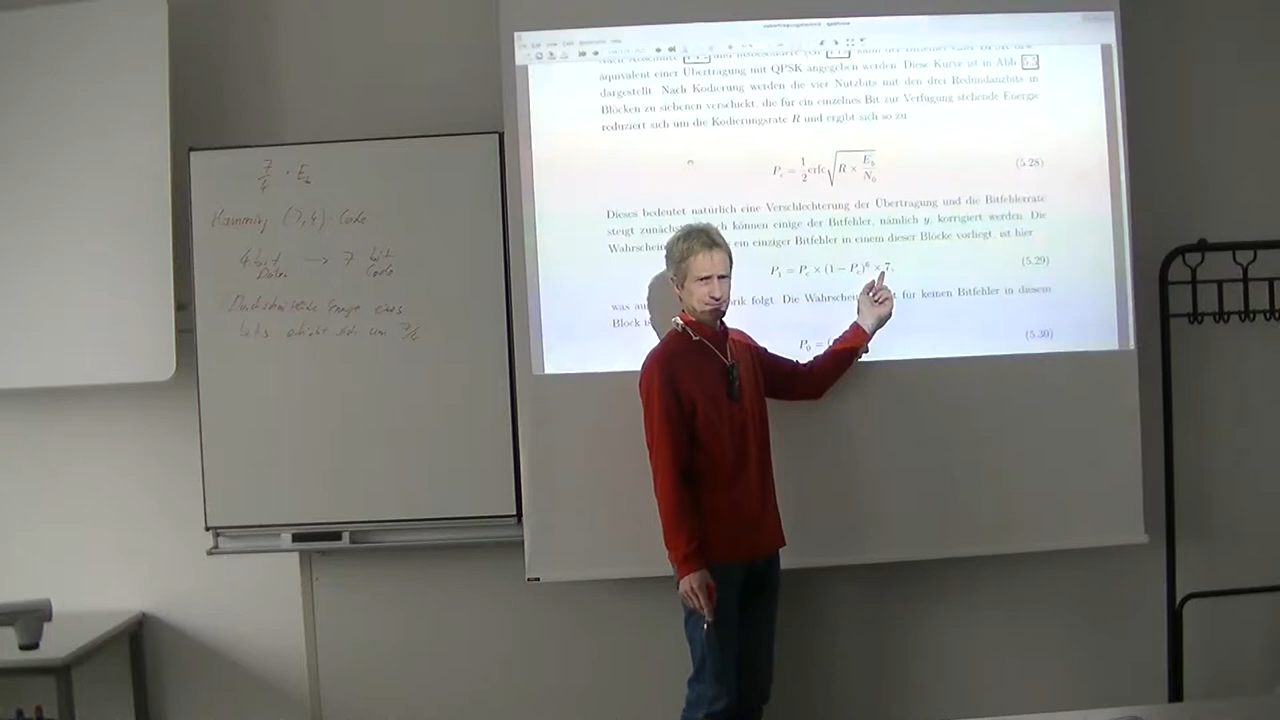 7/4 · E_b
Hamming (7,4)-Code
4 bit → 7 bit
Daten Code
Durchschnittliche Energie eines
bits erhöht sich um 7/4
äquivalent einer Übertragung mit QPSK angegeben werden. Diese Kurve ist in Abb. 5.3
dargestellt. Nach Kodierung werden die vier Nutzbits mit den drei Redundanzbits in
Blöcken zu siebenen verschickt, die für ein einzelnes Bit zur Verfügung stehende Energie
reduziert sich um die Kodierungsrate R und ergibt sich so zu
= 1/2 erfc √(R × E_b/N_0) (5.28)
Dieses bedeutet natürlich eine Verschlechterung der Übertragung und die Bitfehlerrate
steigt zunächst. können einige der Bitfehler, nämlich korrigiert werden. Die
ein einziger Bitfehler in einem dieser Blöcke vorliegt, ist hier
P_1 = P_c × (1 − P_c)^6 × 7, (5.29)
was folgt. Die für keinen Bitfehler in diesem
Block
P_0 = ( (5.30)